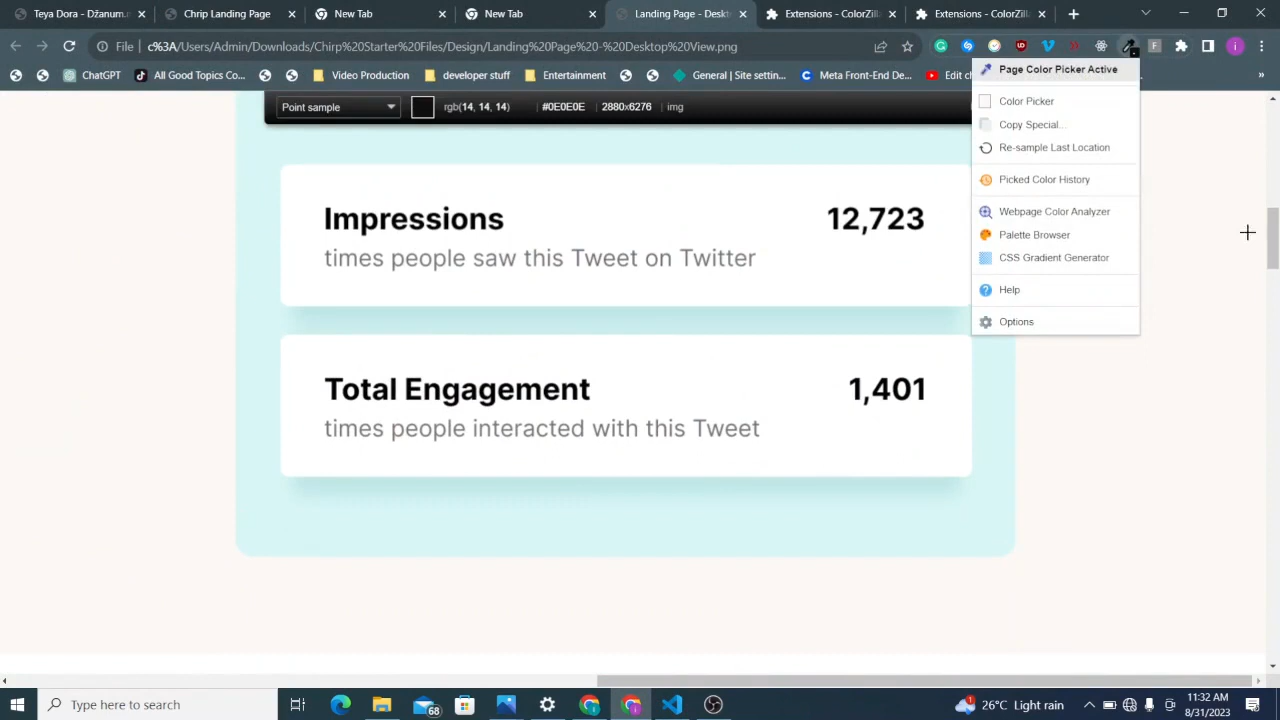 Teya Dora - Džanum.m
Chrip Landing Page
New Tab
New Tab
Landing Page - Deskt
Extensions - ColorZill
Extensions - ColorZill
File
c%3A/Users/Admin/Downloads/Chirp%20Starter%20Files/Design/Landing%20Page%20-%20Desktop%20View.png
ChatGPT
All Good Topics Co...
Video Production
developer stuff
Entertainment
General | Site settin...
Meta Front-End De...
Edit ch
»
Point sample
rgb(14, 14, 14)
#0E0E0E
2880x6276
img
Page Color Picker Active
Color Picker
Copy Special...
Re-sample Last Location
Picked Color History
Webpage Color Analyzer
Palette Browser
CSS Gradient Generator
Help
Options
Impressions
12,723
times people saw this Tweet on Twitter
Total Engagement
1,401
times people interacted with this Tweet
Type here to search
68
1
26°C Light rain
11:32 AM
8/31/2023